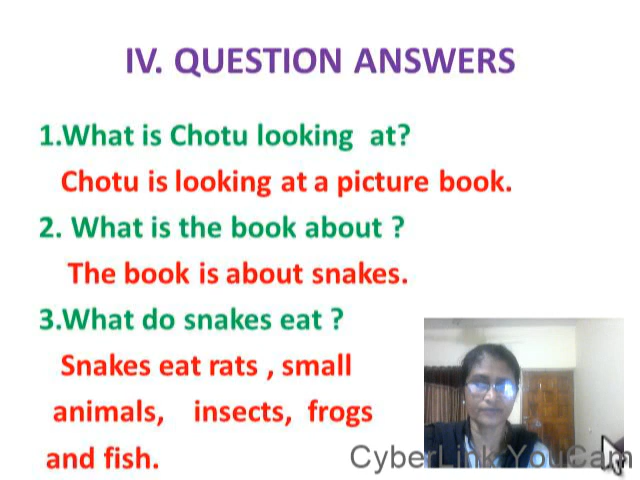 IV. QUESTION ANSWERS
1.What is Chotu looking at?
Chotu is looking at a picture book.
2. What is the book about ?
The book is about snakes.
3.What do snakes eat ?
Snakes eat rats , small
animals, insects, frogs
and fish.
CyberLink YouCam